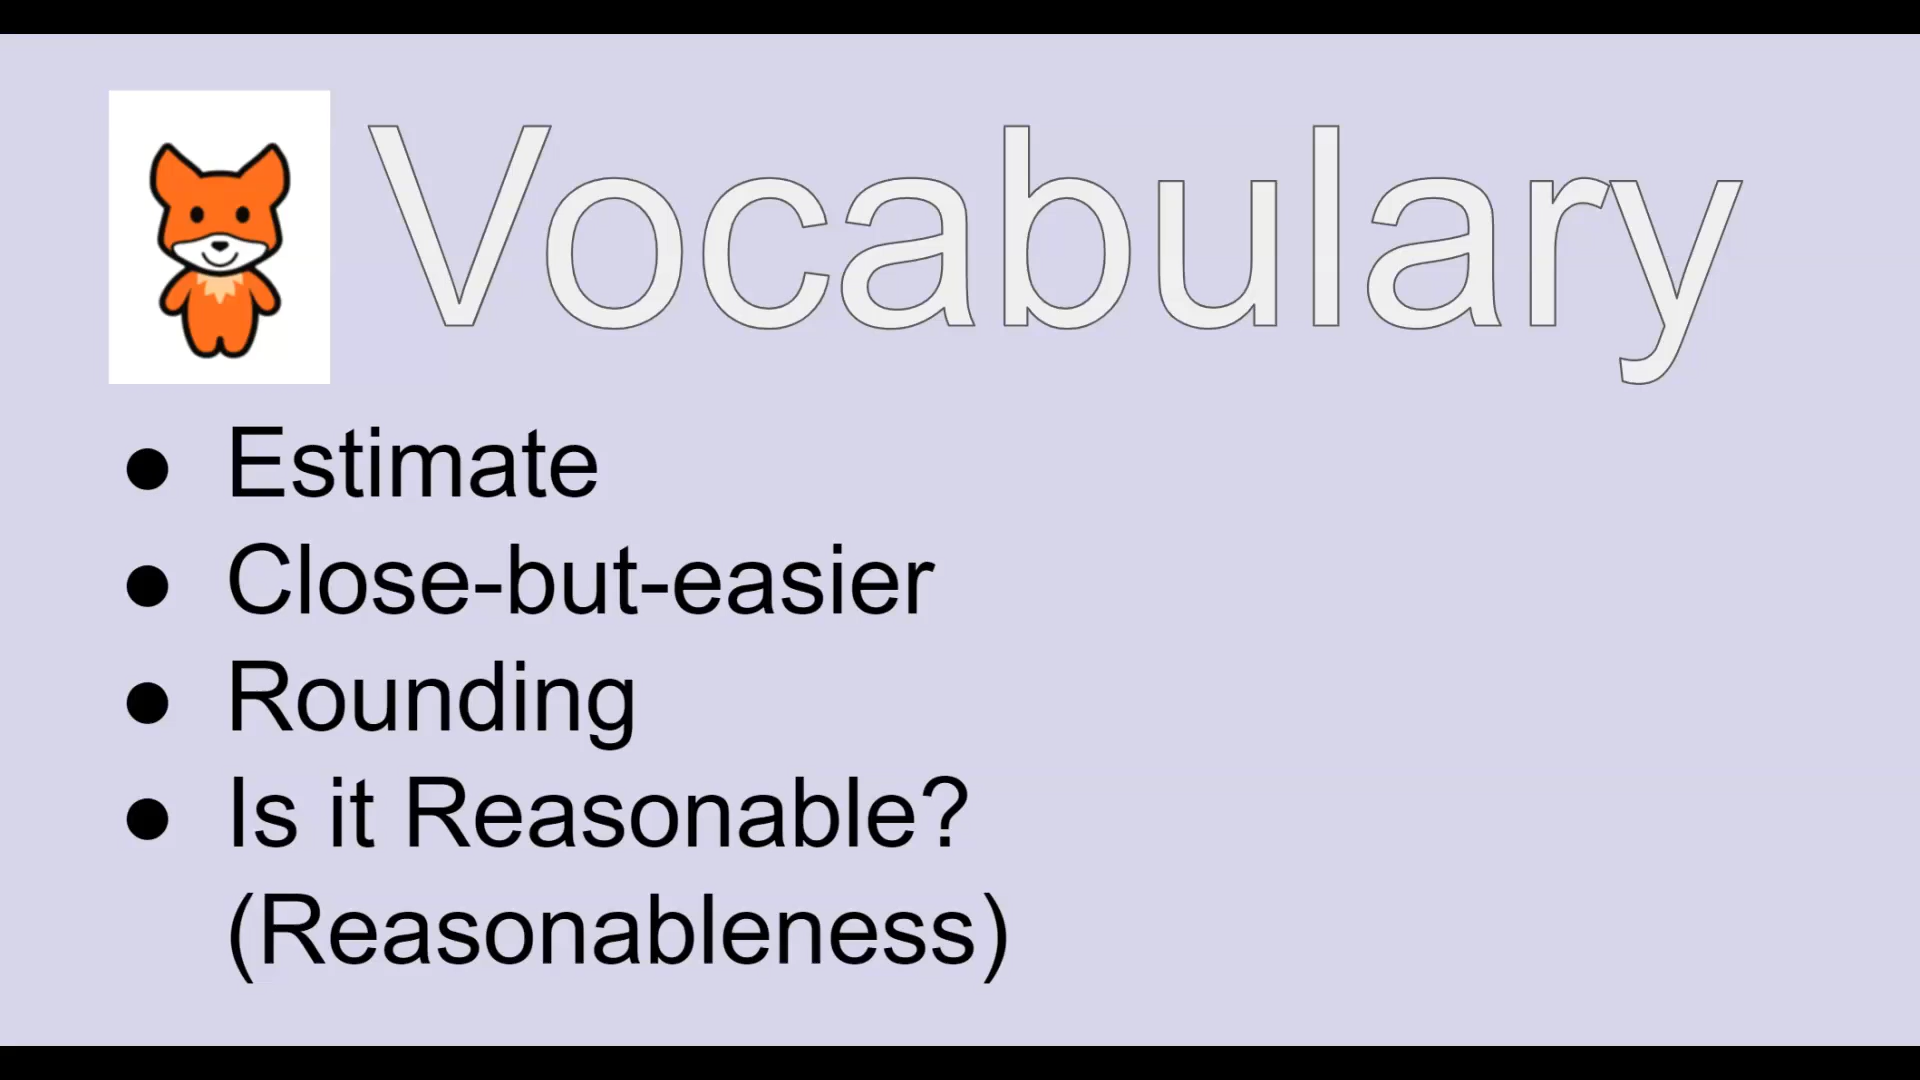 Vocabulary
● Estimate
● Close-but-easier
● Rounding
● Is it Reasonable?
(Reasonableness)